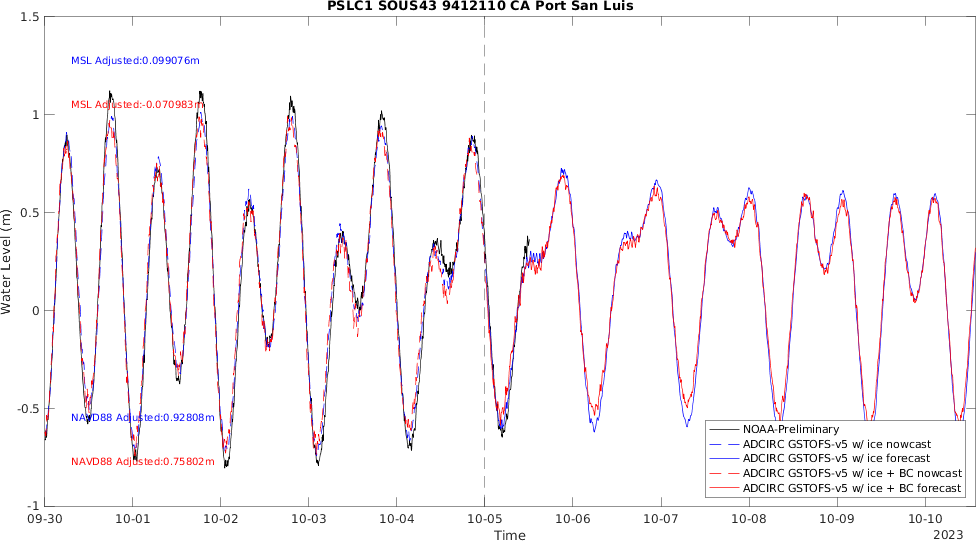 PSLC1 SOUS43 9412110 CA Port San Luis
1.5
MSL Adjusted:0.099076m
MSL Adjusted:-0.070983m
1
0.5
Water Level (m)
0
-0.5
NAVD88 Adjusted:0.92808m
NAVD88 Adjusted:0.75802m
NOAA-Preliminary
ADCIRC GSTOFS-v5 w/ ice nowcast
ADCIRC GSTOFS-v5 w/ ice forecast
ADCIRC GSTOFS-v5 w/ ice + BC nowcast
ADCIRC GSTOFS-v5 w/ ice + BC forecast
-1
09-30 10-01 10-02 10-03 10-04 10-05 10-06 10-07 10-08 10-09 10-10
Time
2023